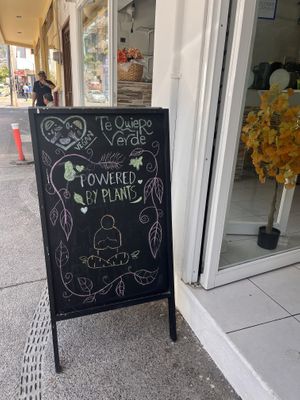 Te Quiero
Verde
VEGAN
POWERED
BY PLANTS